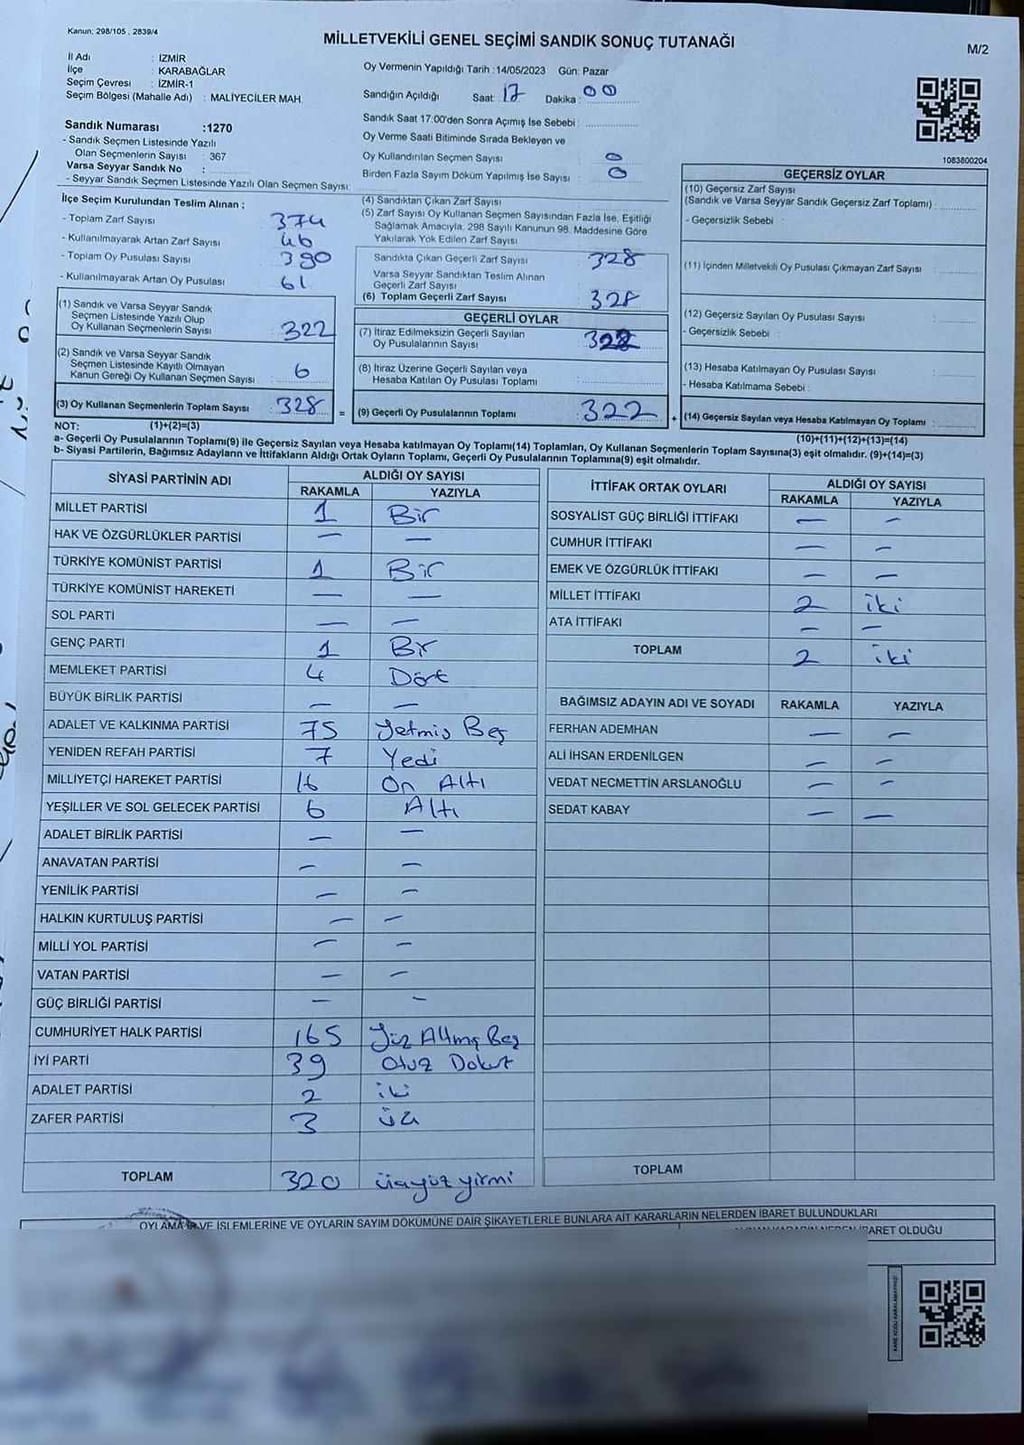 Kanun; 298/105 , 2839/4
MİLLETVEKİLİ GENEL SEÇİMİ SANDIK SONUÇ TUTANAĞI
M/2
İl Adı : İZMİR
İlçe : KARABAĞLAR
Seçim Çevresi : İZMİR-1
Seçim Bölgesi (Mahalle Adı) : MALİYECİLER MAH.
Oy Vermenin Yapıldığı Tarih :14/05/2023 Gün: Pazar
Sandığın Açıldığı Saat: 17 Dakika : 00
Sandık Saat 17:00'den Sonra Açımış İse Sebebi :
Oy Verme Saati Bitiminde Sırada Bekleyen ve
Oy Kullandırılan Seçmen Sayısı : 0
Birden Fazla Sayım Döküm Yapılmış İse Sayısı : 0
Sandık Numarası :1270
- Sandık Seçmen Listesinde Yazılı
Olan Seçmenlerin Sayısı : 367
Varsa Seyyar Sandık No :
- Seyyar Sandık Seçmen Listesinde Yazılı Olan Seçmen Sayısı:
1083800204
İlçe Seçim Kurulundan Teslim Alınan ;
- Toplam Zarf Sayısı : 374
- Kullanılmayarak Artan Zarf Sayısı : 46
- Toplam Oy Pusulası Sayısı : 390
- Kullanılmayarak Artan Oy Pusulası : 61
(1) Sandık ve Varsa Seyyar Sandık
Seçmen Listesinde Yazılı Olup
Oy Kullanan Seçmenlerin Sayısı : 322
(2) Sandık ve Varsa Seyyar Sandık
Seçmen Listesinde Kayıtlı Olmayan
Kanun Gereği Oy Kullanan Seçmen Sayısı : 6
(3) Oy Kullanan Seçmenlerin Toplam Sayısı : 328 =
(4) Sandıktan Çıkan Zarf Sayısı
(5) Zarf Sayısı Oy Kullanan Seçmen Sayısından Fazla İse, Eşitliği
Sağlamak Amacıyla, 298 Sayılı Kanunun 98. Maddesine Göre
Yakılarak Yok Edilen Zarf Sayısı
Sandıkta Çıkan Geçerli Zarf Sayısı : 328
Varsa Seyyar Sandıktan Teslim Alınan
Geçerli Zarf Sayısı
(6) Toplam Geçerli Zarf Sayısı : 328
GEÇERLİ OYLAR
(7) İtiraz Edilmeksizin Geçerli Sayılan
Oy Pusulalarının Sayısı : 322
(8) İtiraz Üzerine Geçerli Sayılan veya
Hesaba Katılan Oy Pusulası Toplamı :
(9) Geçerli Oy Pusulalarının Toplamı : 322 +
GEÇERSİZ OYLAR
(10) Geçersiz Zarf Sayısı
(Sandık ve Varsa Seyyar Sandık Geçersiz Zarf Toplamı) :
- Geçersizlik Sebebi :
(11) İçinden Milletvekili Oy Pusulası Çıkmayan Zarf Sayısı :
(12) Geçersiz Sayılan Oy Pusulası Sayısı :
- Geçersizlik Sebebi :
(13) Hesaba Katılmayan Oy Pusulası Sayısı :
- Hesaba Katılmama Sebebi :
(14) Geçersiz Sayılan veya Hesaba Katılmayan Oy Toplamı :
NOT: (1)+(2)=(3) (10)+(11)+(12)+(13)=(14)
a- Geçerli Oy Pusulalarının Toplamı(9) ile Geçersiz Sayılan veya Hesaba katılmayan Oy Toplamı(14) Toplamları, Oy Kullanan Seçmenlerin Toplam Sayısına(3) eşit olmalıdır. (9)+(14)=(3)
b- Siyasi Partilerin, Bağımsız Adayların ve İttifakların Aldığı Ortak Oyların Toplamı, Geçerli Oy Pusulalarının Toplamına(9) eşit olmalıdır.
SİYASİ PARTİNİN ADI ALDIĞI OY SAYISI
RAKAMLA YAZIYLA
MİLLET PARTİSİ 1 Bir
HAK VE ÖZGÜRLÜKLER PARTİSİ — —
TÜRKİYE KOMÜNİST PARTİSİ 1 Bir
TÜRKİYE KOMÜNİST HAREKETİ — —
SOL PARTİ — —
GENÇ PARTİ 1 Bir
MEMLEKET PARTİSİ 4 Dört
BÜYÜK BİRLİK PARTİSİ — —
ADALET VE KALKINMA PARTİSİ 75 Yetmiş Beş
YENİDEN REFAH PARTİSİ 7 Yedi
MİLLİYETÇİ HAREKET PARTİSİ 16 On Altı
YEŞİLLER VE SOL GELECEK PARTİSİ 6 Altı
ADALET BİRLİK PARTİSİ — —
ANAVATAN PARTİSİ — —
YENİLİK PARTİSİ — —
HALKIN KURTULUŞ PARTİSİ — —
MİLLİ YOL PARTİSİ — —
VATAN PARTİSİ — —
GÜÇ BİRLİĞİ PARTİSİ — —
CUMHURİYET HALK PARTİSİ 165 Yüz Altmış Beş
İYİ PARTİ 39 Otuz Dokuz
ADALET PARTİSİ 2 iki
ZAFER PARTİSİ 3 üç
TOPLAM 320 üçyüz yirmi
İTTİFAK ORTAK OYLARI ALDIĞI OY SAYISI
RAKAMLA YAZIYLA
SOSYALİST GÜÇ BİRLİĞİ İTTİFAKI — —
CUMHUR İTTİFAKI — —
EMEK VE ÖZGÜRLÜK İTTİFAKI — —
MİLLET İTTİFAKI 2 iki
ATA İTTİFAKI — —
TOPLAM 2 iki
BAĞIMSIZ ADAYIN ADI VE SOYADI RAKAMLA YAZIYLA
FERHAN ADEMHAN — —
ALİ İHSAN ERDENİLGEN — —
VEDAT NECMETTİN ARSLANOĞLU — —
SEDAT KABAY — —
TOPLAM
OYLAMA VE İŞLEMLERİNE VE OYLARIN SAYIM DÖKÜMÜNE DAİR ŞİKAYETLERLE BUNLARA AİT KARARLARIN NELERDEN İBARET BULUNDUKLARI
İBARET OLDUĞU